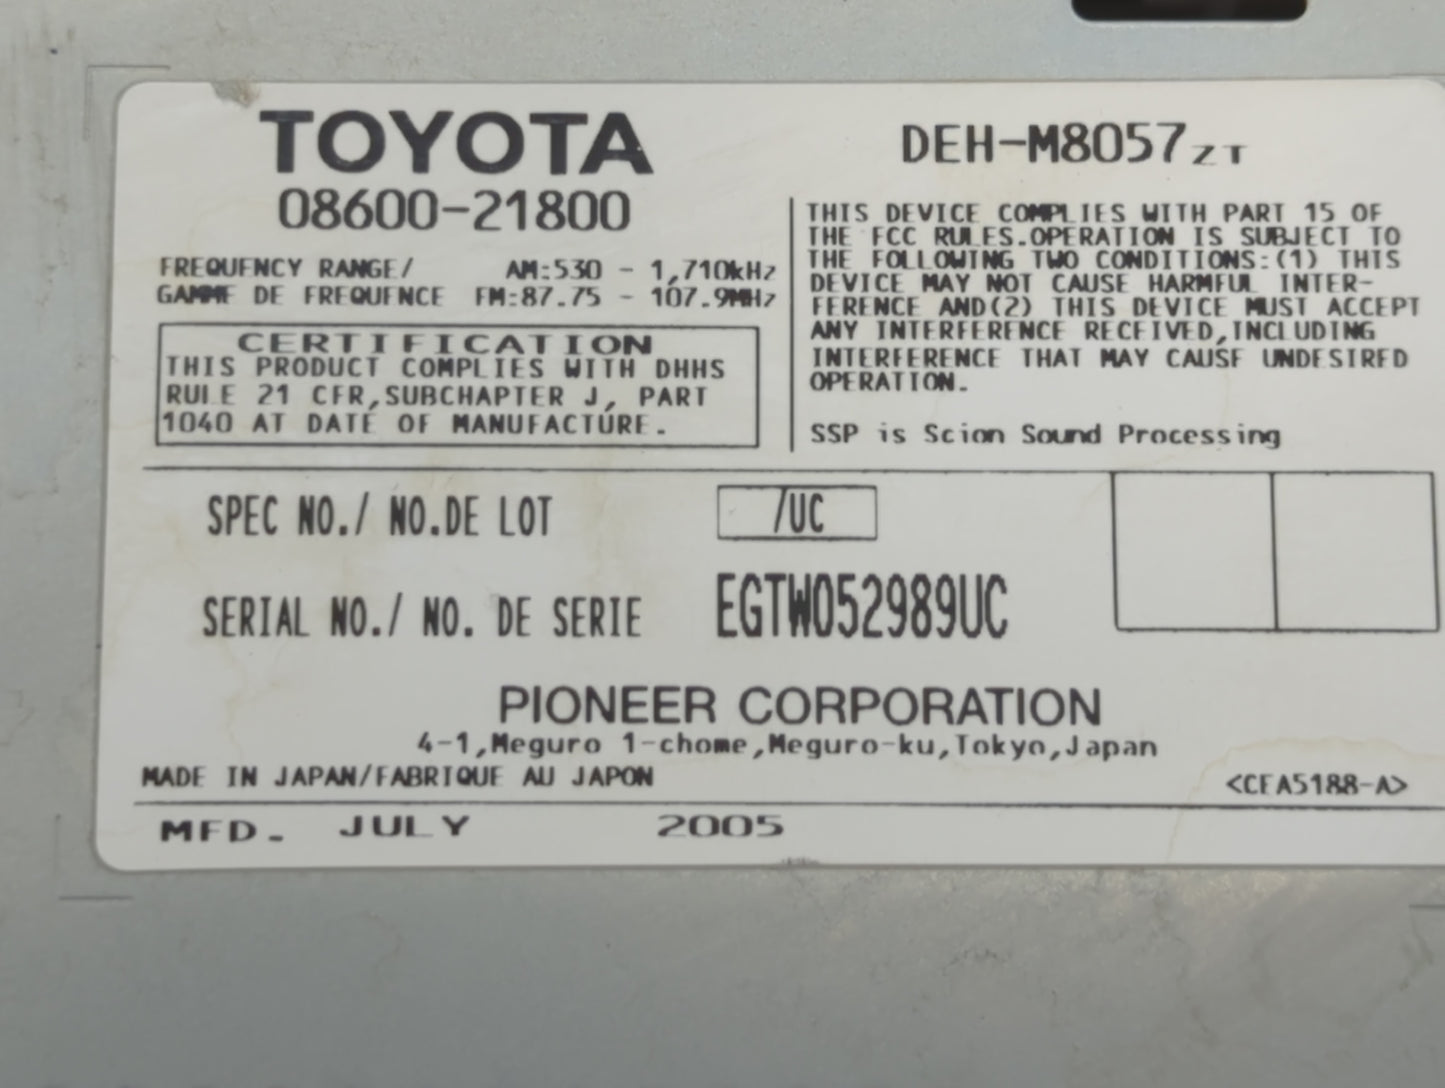 TOYOTA
08600-21800
FREQUENCY RANGE/ AM:530 - 1,710kHz
GAMME DE FREQUENCE FM:87.75 - 107.9MHz
CERTIFICATION
THIS PRODUCT COMPLIES WITH DHHS
RULE 21 CFR,SUBCHAPTER J, PART
1040 AT DATE OF MANUFACTURE.
DEH-M8057ZT
THIS DEVICE COMPLIES WITH PART 15 OF
THE FCC RULES.OPERATION IS SUBJECT TO
THE FOLLOWING TWO CONDITIONS:(1) THIS
DEVICE MAY NOT CAUSE HARMFUL INTER-
FERENCE AND(2) THIS DEVICE MUST ACCEPT
ANY INTERFERENCE RECEIVED,INCLUDING
INTERFERENCE THAT MAY CAUSE UNDESIRED
OPERATION.
SSP is Scion Sound Processing
SPEC NO./ NO.DE LOT /UC
SERIAL NO./ NO. DE SERIE EGTW052989UC
PIONEER CORPORATION
4-1,Meguro 1-chome,Meguro-ku,Tokyo,Japan
MADE IN JAPAN/FABRIQUE AU JAPON
<CFA5188-A>
MFD. JULY 2005